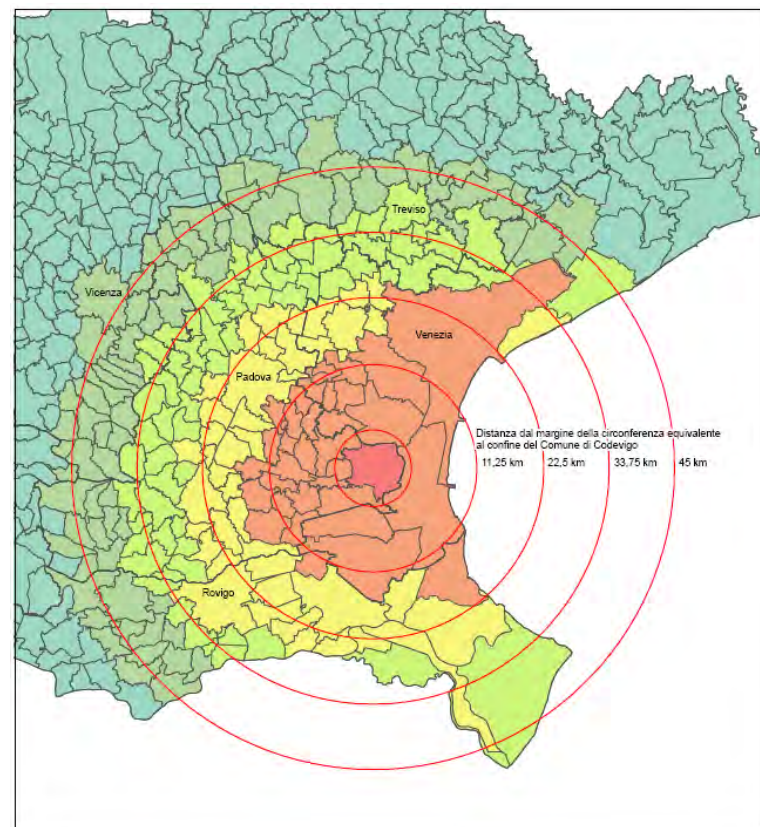 Treviso
Vicenza
Venezia
Padova
Distanza dal margine della circonferenza equivalente
al confine del Comune di Codevigo
11,25 km 22,5 km 33,75 km 45 km
Rovigo